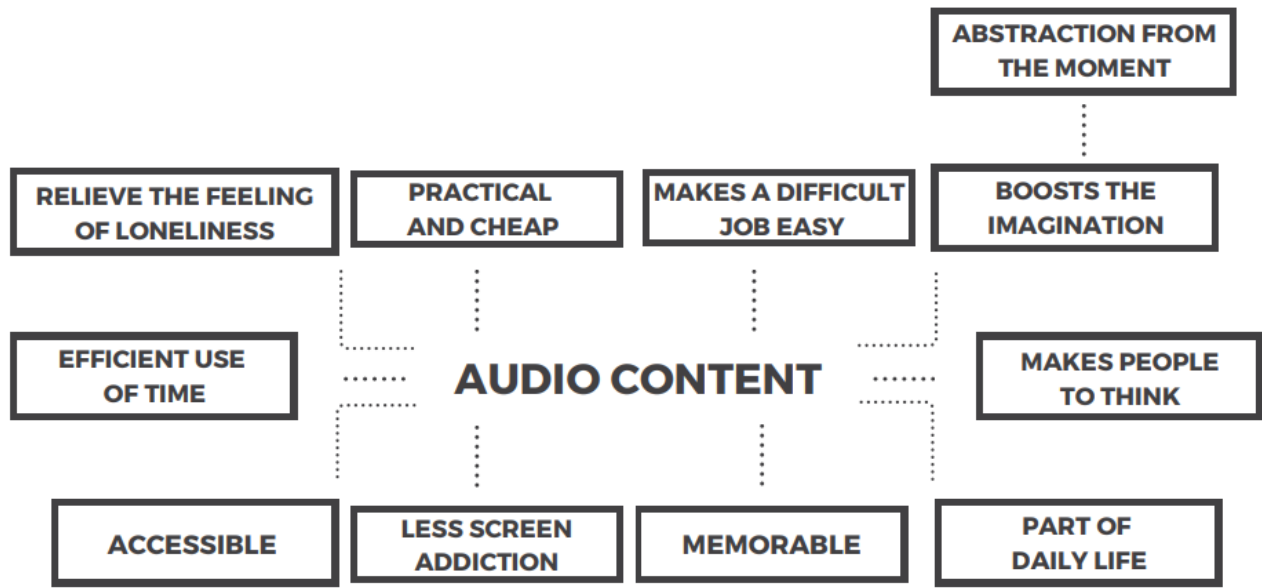 ABSTRACTION FROM
THE MOMENT
RELIEVE THE FEELING
OF LONELINESS
PRACTICAL
AND CHEAP
MAKES A DIFFICULT
JOB EASY
BOOSTS THE
IMAGINATION
EFFICIENT USE
OF TIME
AUDIO CONTENT
MAKES PEOPLE
TO THINK
ACCESSIBLE
LESS SCREEN
ADDICTION
MEMORABLE
PART OF
DAILY LIFE